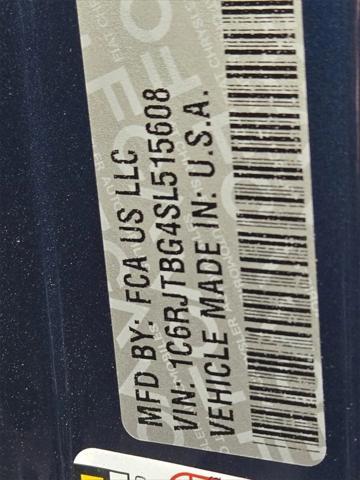 MFD BY: FCA US LLC
VIN: 1C6RJTBG4SL515608
VEHICLE MADE IN: U.S.A.